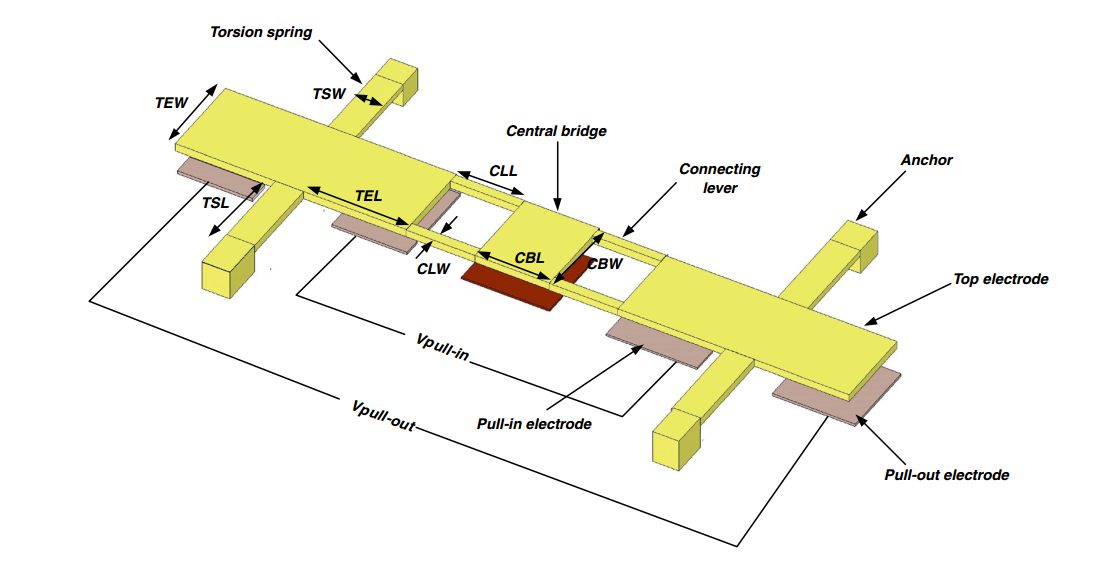 Torsion spring
TSW
TEW
Central bridge
CLL
Connecting
lever
Anchor
TEL
TSL
CBL
CBW
CLW
Top electrode
Vpull-in
Vpull-out
Pull-in electrode
Pull-out electrode